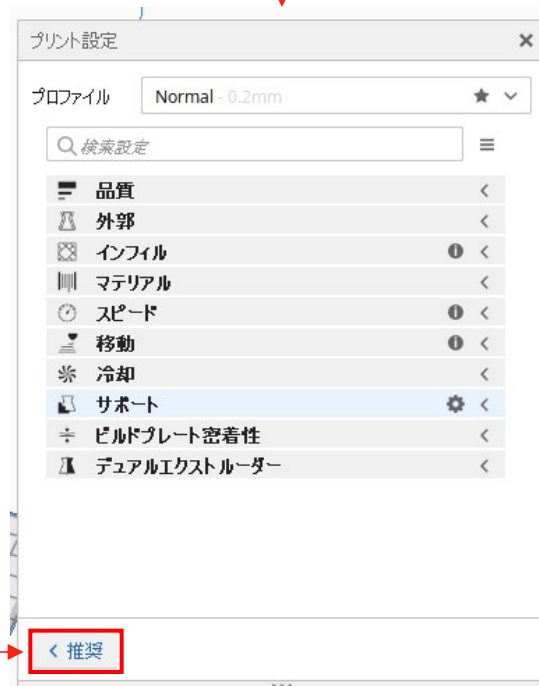 プリント設定
プロファイル Normal - 0.2mm
検索設定
品質
外郭
インフィル
マテリアル
スピード
移動
冷却
サポート
ビルドプレート密着性
デュアルエクストルーダー
推奨